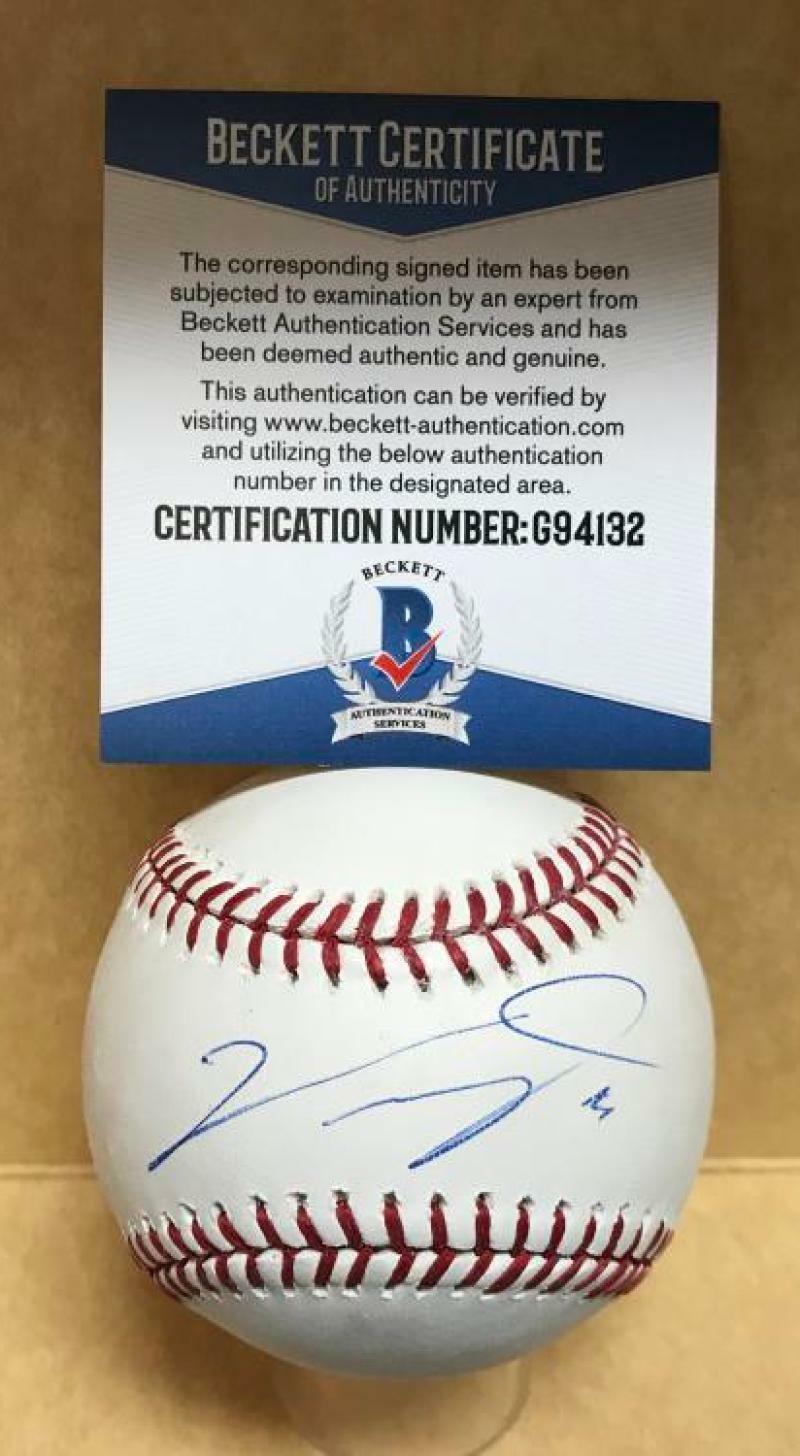 BECKETT CERTIFICATE
OF AUTHENTICITY
The corresponding signed item has been
subjected to examination by an expert from
Beckett Authentication Services and has
been deemed authentic and genuine.
This authentication can be verified by
visiting www.beckett-authentication.com
and utilizing the below authentication
number in the designated area.
CERTIFICATION NUMBER:G94132
BECKETT
B
AUTHENTICATION
SERVICES